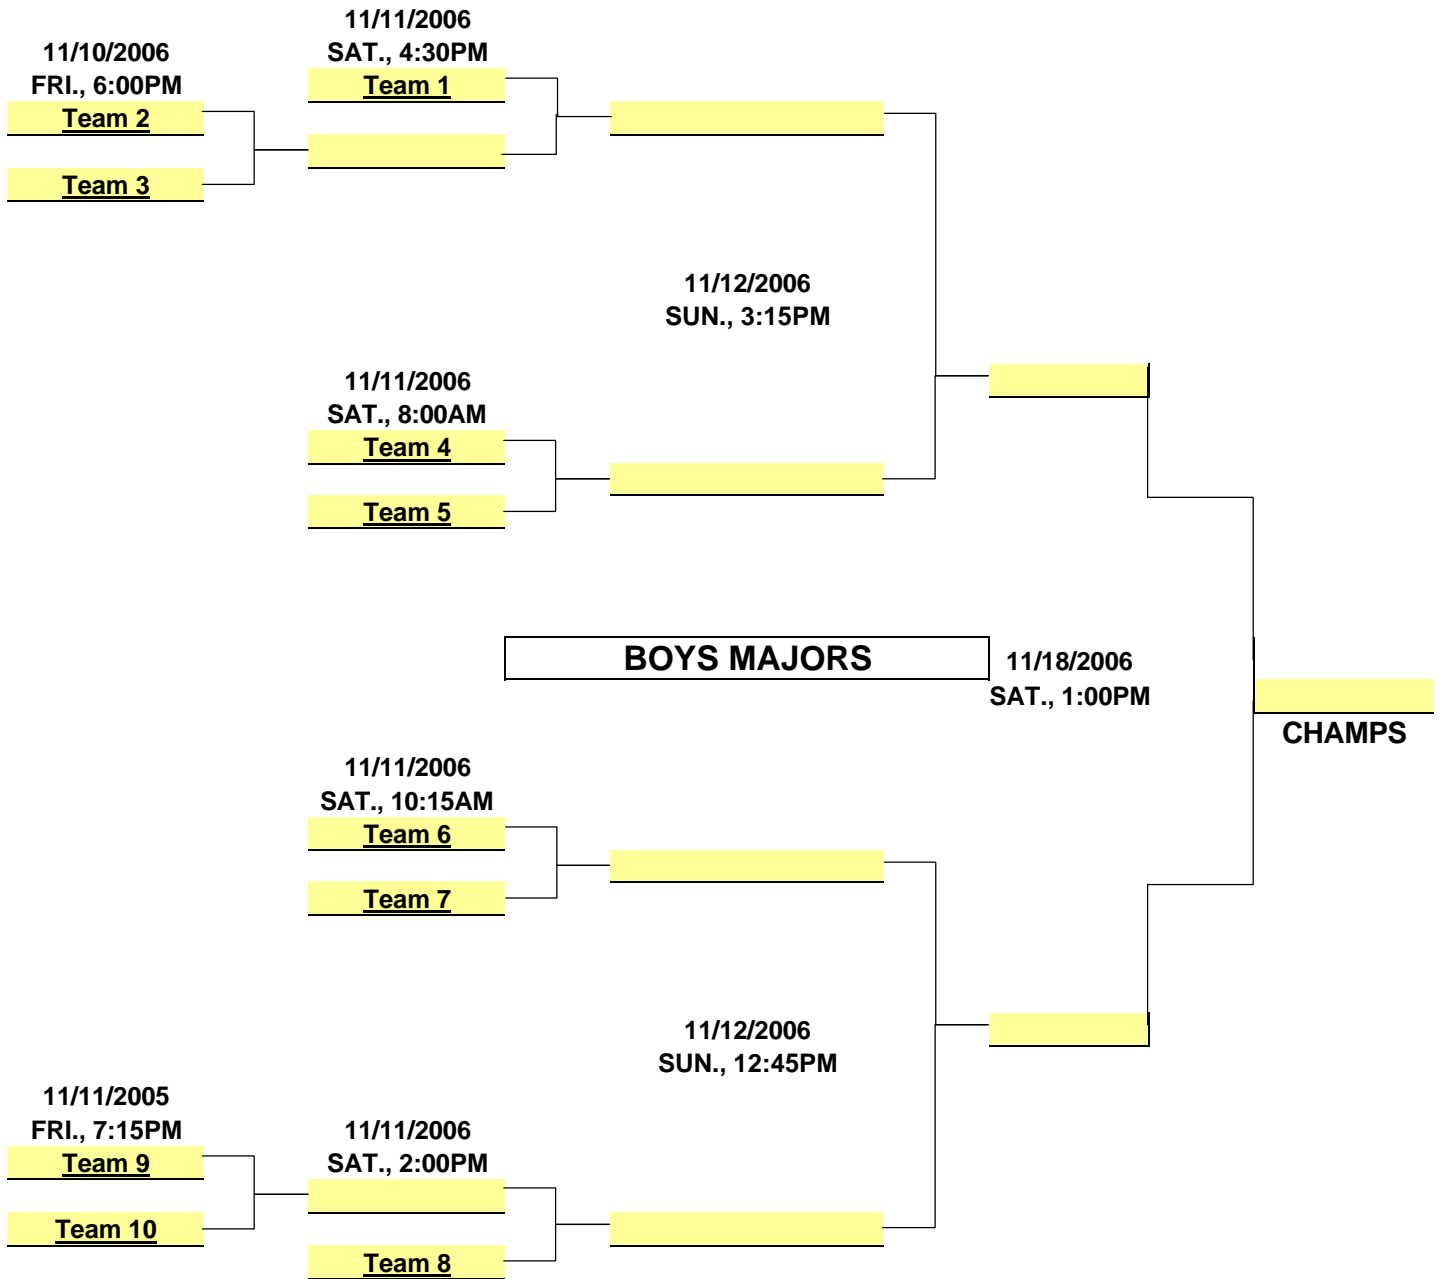 11/11/2006
SAT., 4:30PM
11/10/2006
FRI., 6:00PM
Team 1
Team 2
Team 3
11/12/2006
SUN., 3:15PM
11/11/2006
SAT., 8:00AM
Team 4
Team 5
BOYS MAJORS
11/18/2006
SAT., 1:00PM
CHAMPS
11/11/2006
SAT., 10:15AM
Team 6
Team 7
11/12/2006
SUN., 12:45PM
11/11/2005
FRI., 7:15PM
Team 9
Team 10
11/11/2006
SAT., 2:00PM
Team 8